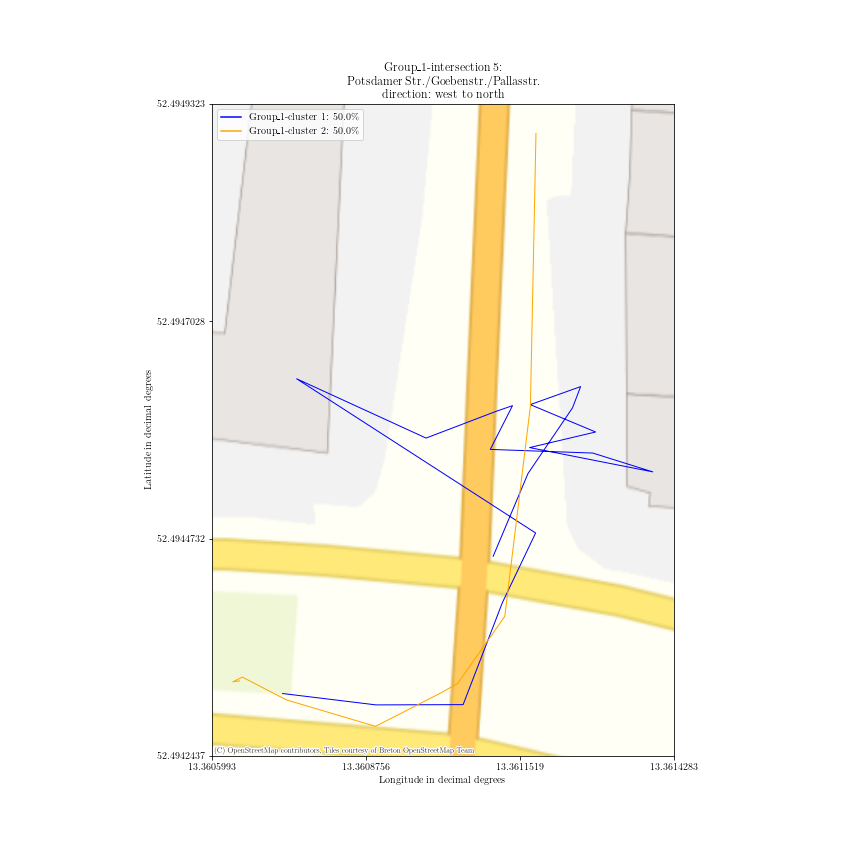 Group_1-intersection 5:
Potsdamer Str./Goebenstr./Pallasstr.
direction: west to north
Group_1-cluster 1: 50.0%
Group_1-cluster 2: 50.0%
52.4949323
52.4947028
52.4944732
52.4942437
Latitude in decimal degrees
(C) OpenStreetMap contributors, Tiles courtesy of Breton OpenStreetMap Team
13.3605993
13.3608756
13.3611519
13.3614283
Longitude in decimal degrees